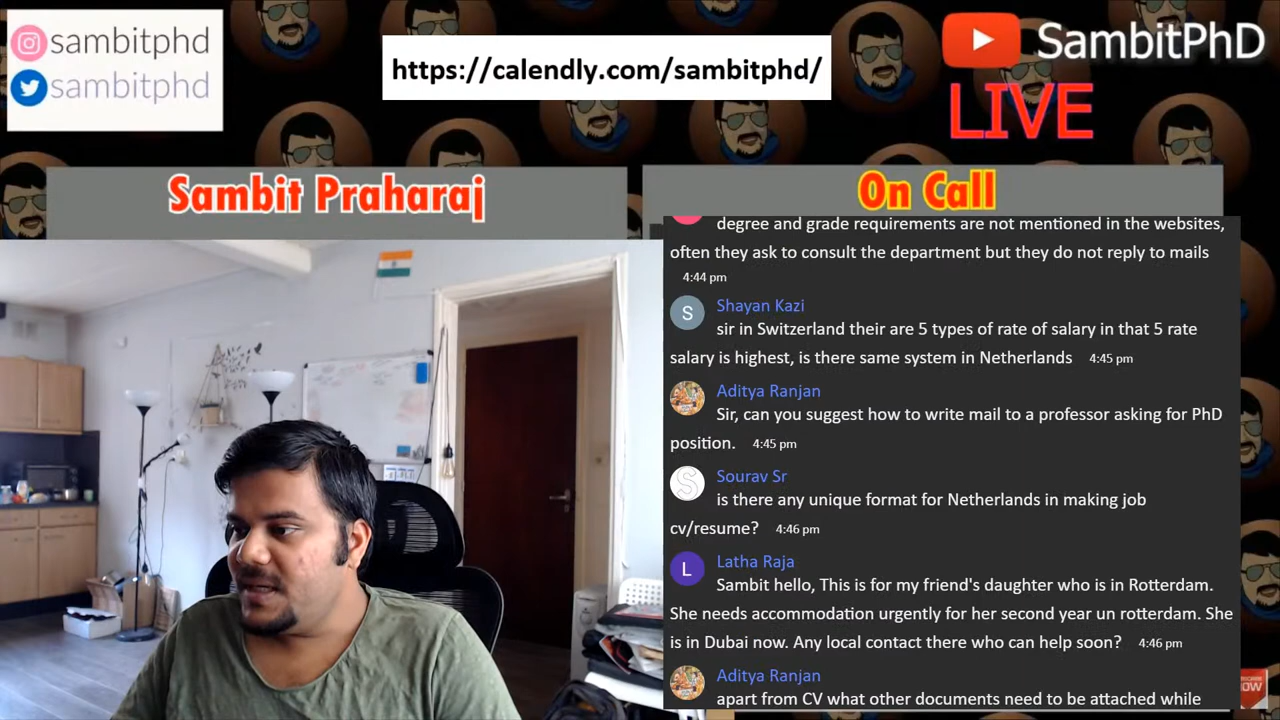 sambitphd
sambitphd
https://calendly.com/sambitphd/
SambitPhD
LIVE
Sambit Praharaj
On Call
degree and grade requirements are not mentioned in the websites,
often they ask to consult the department but they do not reply to mails
4:44 pm
S
Shayan Kazi
sir in Switzerland their are 5 types of rate of salary in that 5 rate
salary is highest, is there same system in Netherlands 4:45 pm
Aditya Ranjan
Sir, can you suggest how to write mail to a professor asking for PhD
position. 4:45 pm
S
Sourav Sr
is there any unique format for Netherlands in making job
cv/resume? 4:46 pm
L
Latha Raja
Sambit hello, This is for my friend's daughter who is in Rotterdam.
She needs accommodation urgently for her second year un rotterdam. She
is in Dubai now. Any local contact there who can help soon? 4:46 pm
Aditya Ranjan
apart from CV what other documents need to be attached while